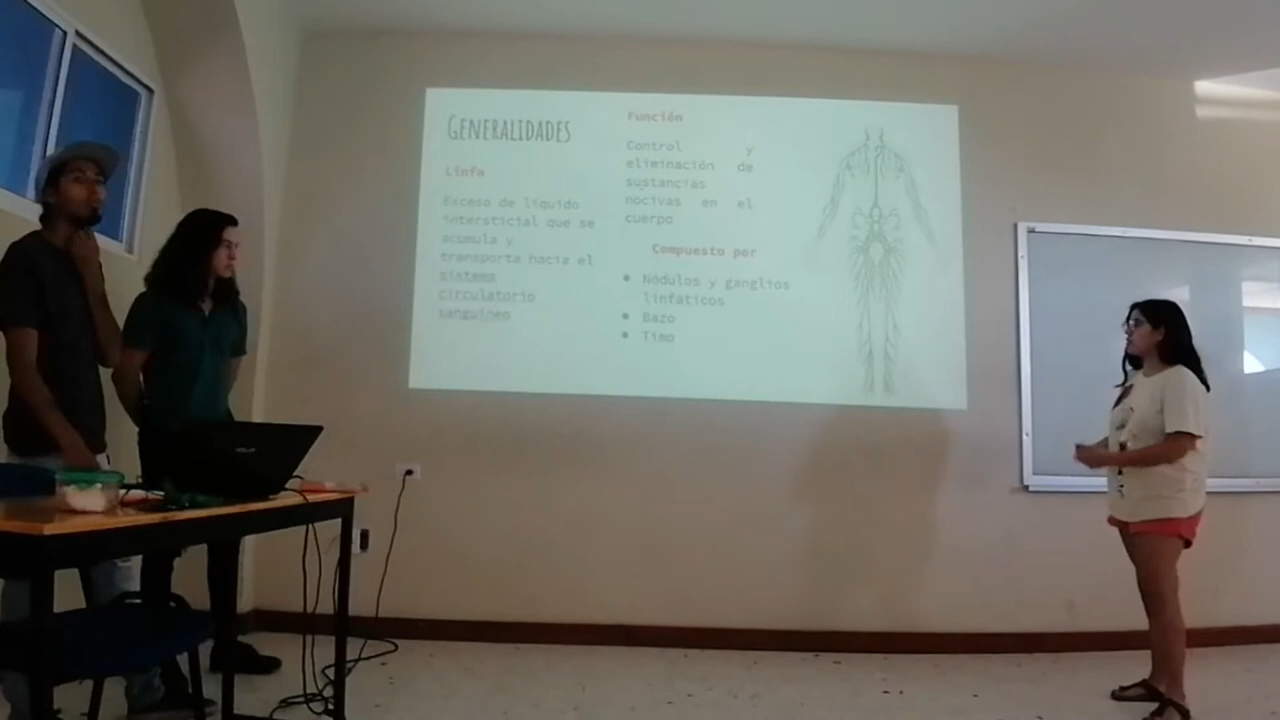 GENERALIDADES
Linfa
Exceso de líquido
intersticial que se
acumula y
transporta hacia el
sistema
circulatorio
sanguíneo
Función
Control y
eliminación de
sustancias
nocivas en el
cuerpo
Compuesto por
● Nódulos y ganglios
linfáticos
● Bazo
● Timo